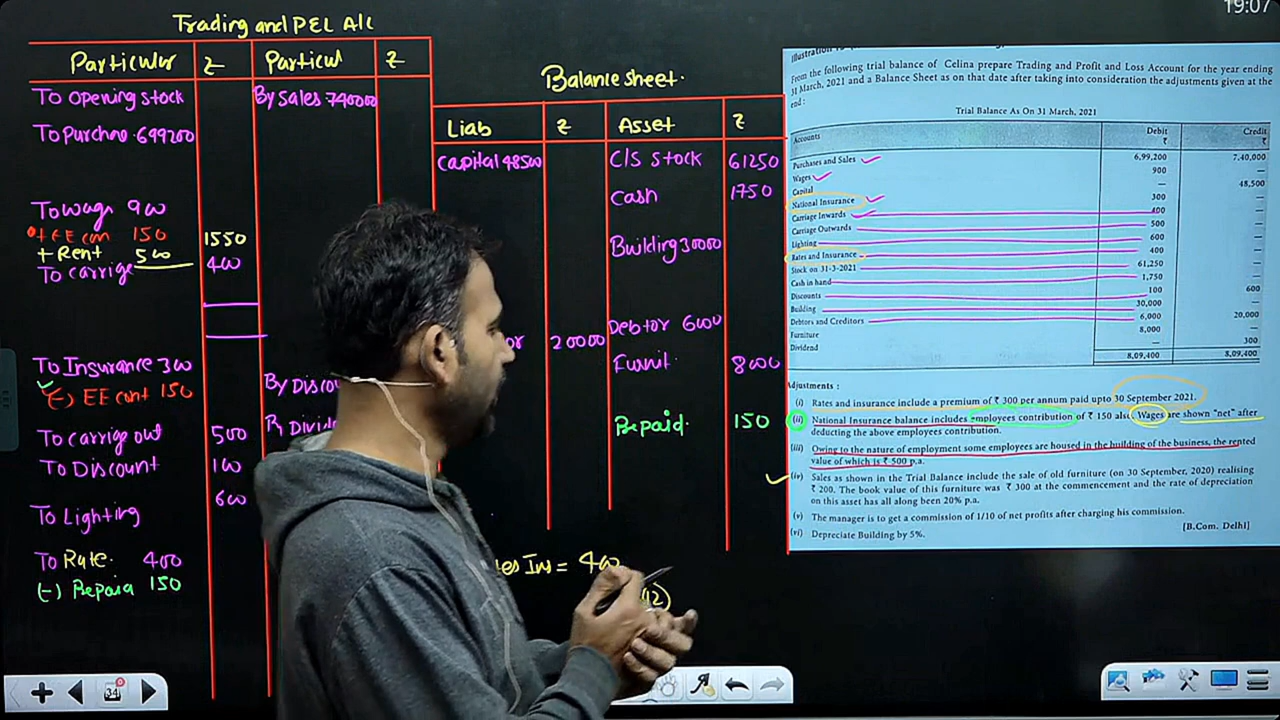 19:07
Trading and PEL Alc
Particular ₹ Particul ₹
To opening stock
By Sales 740000
To Purchne. 699200
To wage 900
+ EE con 150 1550
+ Rent 500
To carrige 400
To Insurance 300
(-) EE cont 150
By Discou
To carrige out 500
By Divid
To Discount 100
600
To Lighting
To Rate. 400
(-) Prepaid 150
Balance sheet.
Liab ₹ Asset ₹
Capital 48500 C/S stock 61250
Cash 1750
Building 30000
or 20000 Debtor 6000
Furnit. 8000
Prepaid. 150
es Ins = 400
12)
From the following trial balance of Celina prepare Trading and Profit and Loss Account for the year ending
31 March, 2021 and a Balance Sheet as on that date after taking into consideration the adjustments given at the
end :
Trial Balance As On 31 March, 2021
Accounts Debit Credit
₹ ₹
Purchases and Sales 6,99,200 7,40,000
Wages 900 —
Capital — 48,500
National Insurance 300 —
Carriage Inwards 400 —
Carriage Outwards 500 —
Lighting 600 —
Rates and Insurance 400 —
Stock on 31-3-2021 61,250 —
Cash in hand 1,750 —
Discounts 100 600
Building 30,000 —
Debtors and Creditors 6,000 20,000
Furniture 8,000 —
Dividend 300
8,09,400 8,09,400
Adjustments :
(i) Rates and insurance include a premium of ₹ 300 per annum paid upto 30 September 2021.
(ii) National Insurance balance includes employees contribution of ₹ 150 also Wages are shown "net" after
deducting the above employees contribution.
(iii) Owing to the nature of employment some employees are housed in the building of the business, the rented
value of which is ₹ 500 p.a.
(iv) Sales as shown in the Trial Balance include the sale of old furniture (on 30 September, 2020) realising
₹ 200. The book value of this furniture was ₹ 300 at the commencement and the rate of depreciation
on this asset has all along been 20% p.a.
(v) The manager is to get a commission of 1/10 of net profits after charging his commission.
[B.Com. Delhi]
(vi) Depreciate Building by 5%.
34